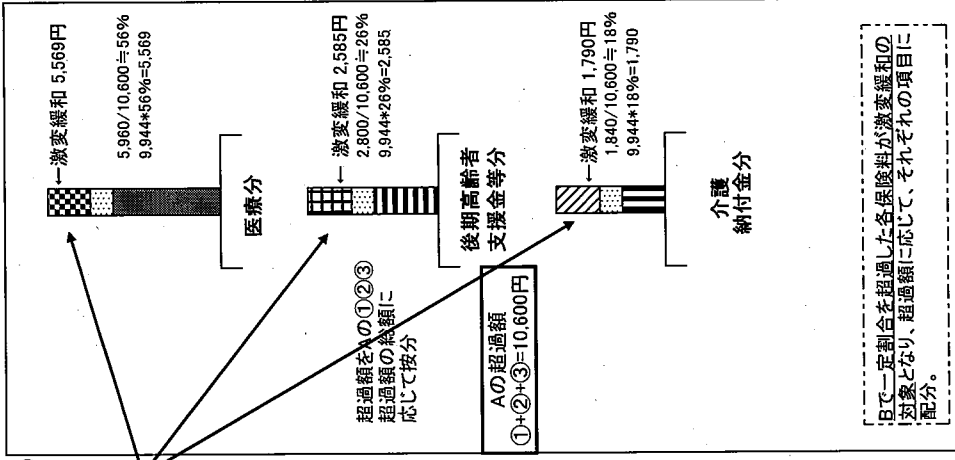 ←激変緩和 5,569円
5,960/10,600≒56%
9,944*56%=5,569
医療分
←激変緩和 2,585円
2,800/10,600≒26%
9,944*26%=2,585
後期高齢者
支援金等分
超過額をAの①②③
超過額の総額に
応じて按分
Aの超過額
①+②+③=10,600円
←激変緩和 1,790円
1,840/10,600≒18%
9,944*18%=1,790
介護
納付金分
Bで一定割合を超過した各保険料が激変緩和の
対象となり、超過額に応じて、それぞれの項目に
配分。